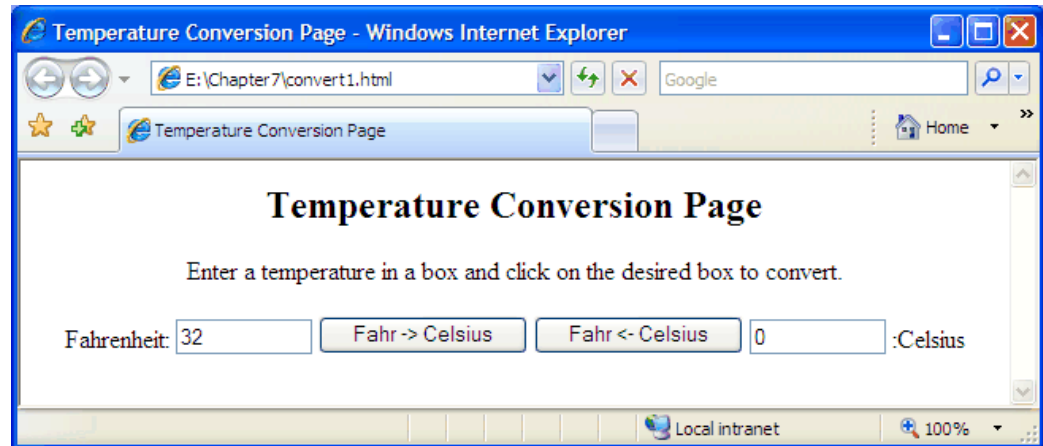 Temperature Conversion Page - Windows Internet Explorer
E:\Chapter7\convert1.html
Google
Temperature Conversion Page
Home
»
Temperature Conversion Page
Enter a temperature in a box and click on the desired box to convert.
Fahrenheit: 32 Fahr -> Celsius Fahr <- Celsius 0 :Celsius
Local intranet 100%